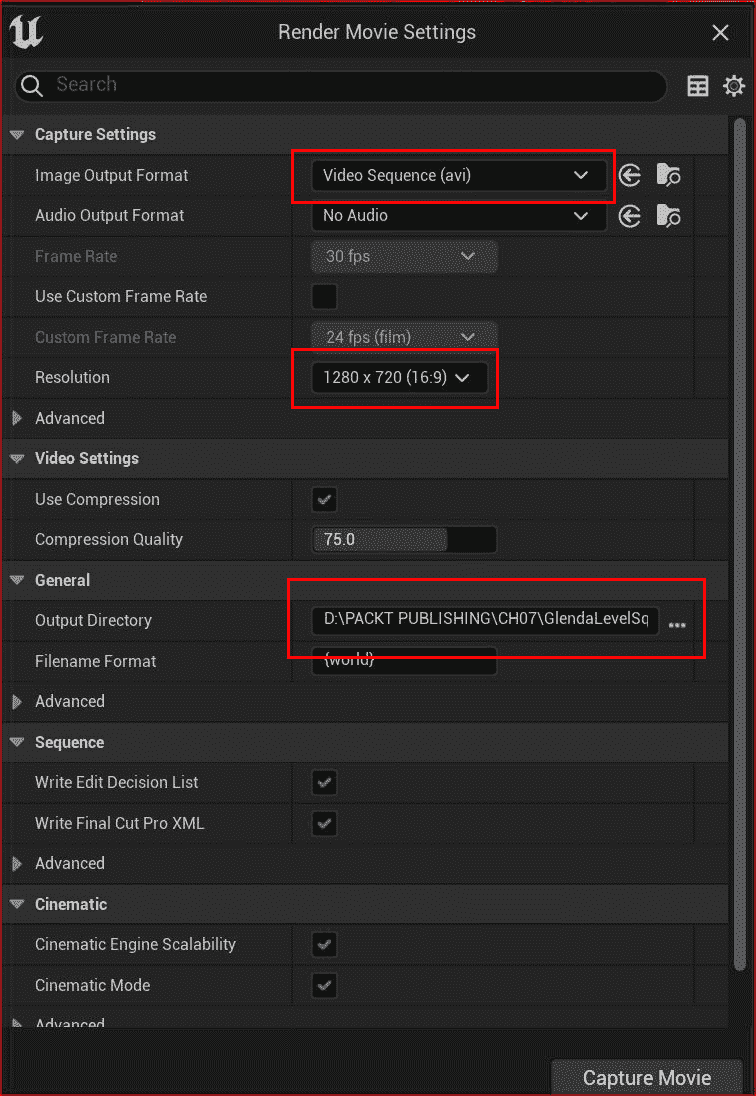 Render Movie Settings
Search
Capture Settings
Image Output Format Video Sequence (avi)
Audio Output Format No Audio
Frame Rate 30 fps
Use Custom Frame Rate
Custom Frame Rate 24 fps (film)
Resolution 1280 x 720 (16:9)
Advanced
Video Settings
Use Compression
Compression Quality 75.0
General
Output Directory D:\PACKT PUBLISHING\CH07\GlendaLevelSq ...
Filename Format {world}
Advanced
Sequence
Write Edit Decision List
Write Final Cut Pro XML
Advanced
Cinematic
Cinematic Engine Scalability
Cinematic Mode
Advanced
Capture Movie